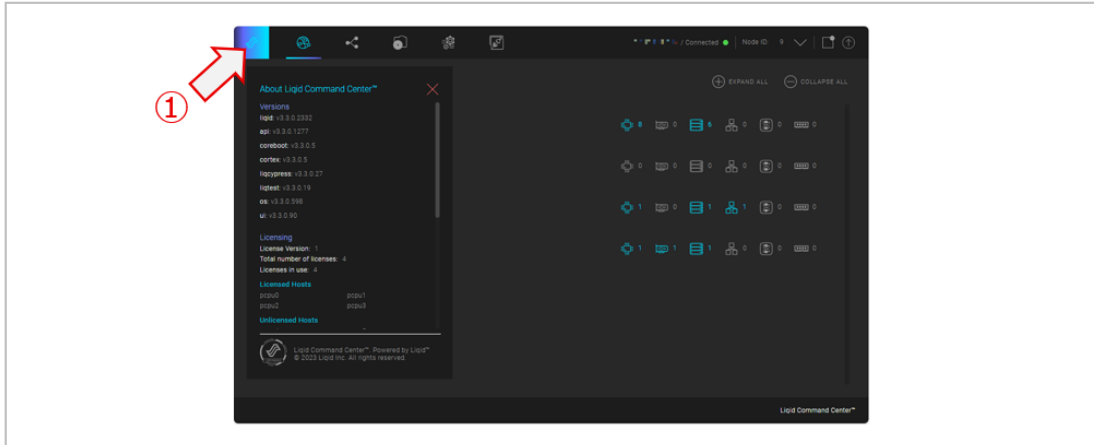 / Connected
Node ID 9
EXPAND ALL
COLLAPSE ALL
①
About Liqid Command Center™
Versions
liqid: v3.3.0.2332
api: v3.3.0.1277
coreboot: v3.3.0.5
cortex: v3.3.0.5
liqcypress: v3.3.0.27
liqtest: v3.3.0.19
os: v3.3.0.598
ui: v3.3.0.90
Licensing
License Version: 1
Total number of licenses: 4
Licenses in use: 4
Licensed Hosts
pcpu0 pcpu1
pcpu2 pcpu3
Unlicensed Hosts
Liqid Command Center™ Powered by Liqid™
© 2023 Liqid Inc. All rights reserved.
8 0 6 0 0 0
0 0 0 0 0 0
1 0 1 1 0 0
1 1 1 0 0 0
Liqid Command Center™